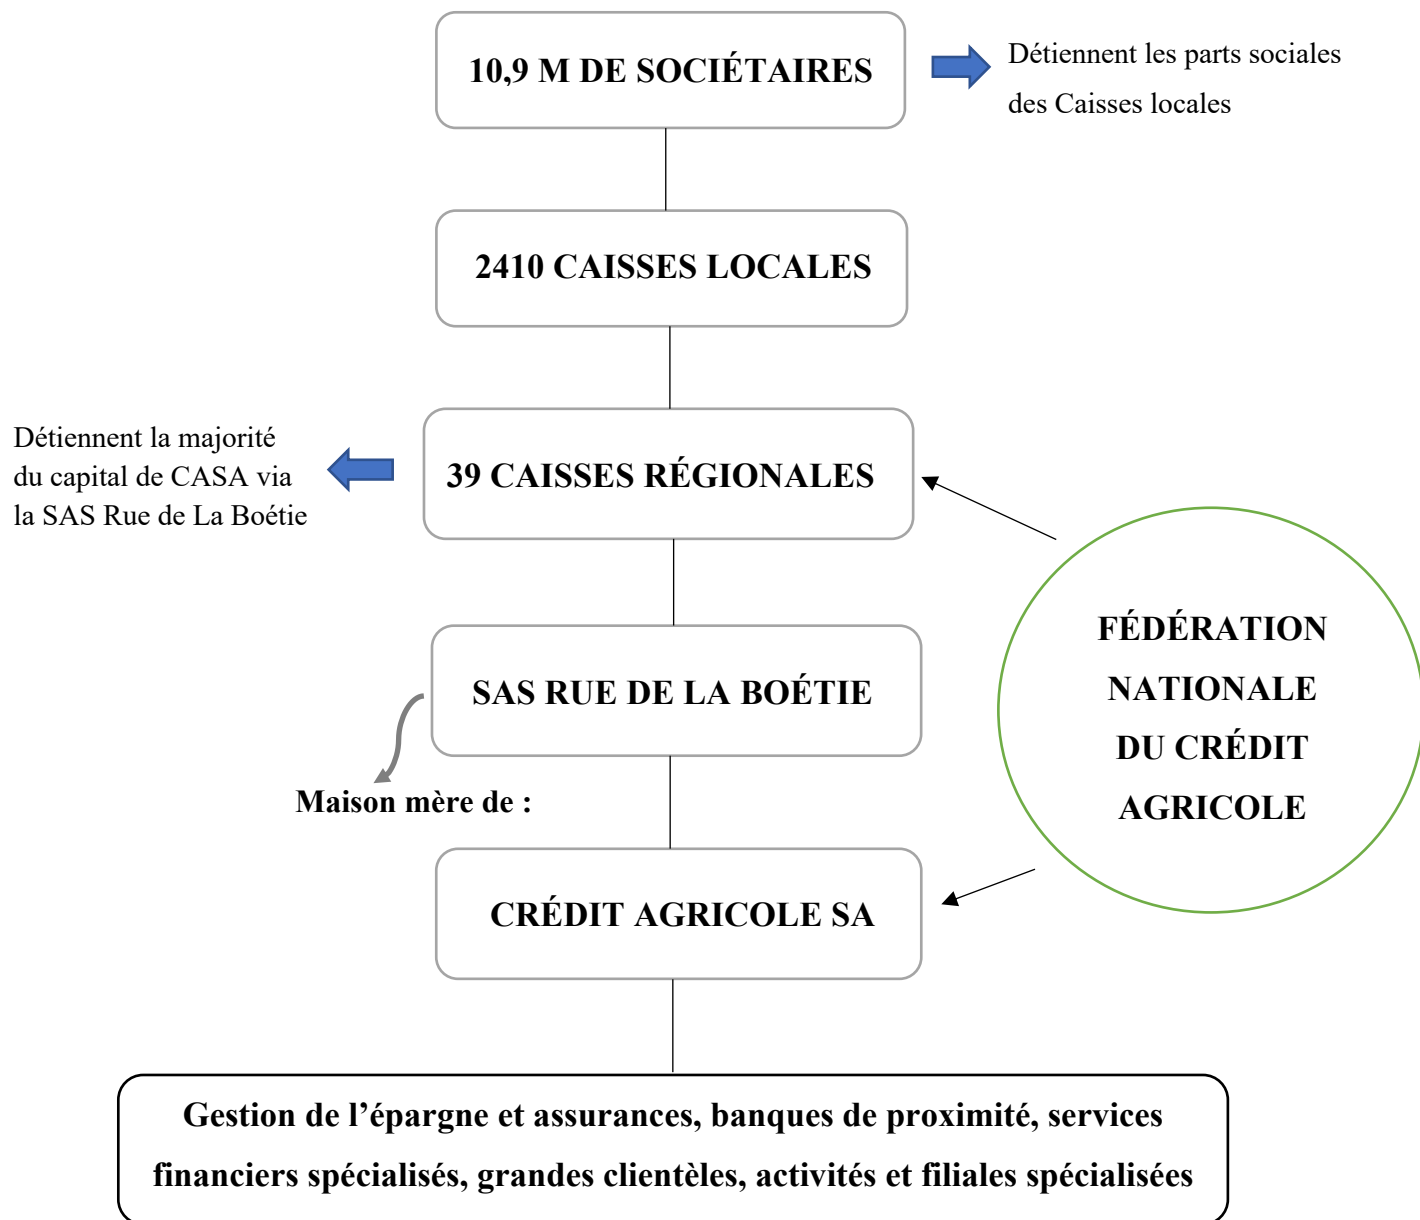 10,9 M DE SOCIÉTAIRES
Détiennent les parts sociales
des Caisses locales
2410 CAISSES LOCALES
Détiennent la majorité
du capital de CASA via
la SAS Rue de La Boétie
39 CAISSES RÉGIONALES
SAS RUE DE LA BOÉTIE
Maison mère de :
FÉDÉRATION
NATIONALE
DU CRÉDIT
AGRICOLE
CRÉDIT AGRICOLE SA
Gestion de l’épargne et assurances, banques de proximité, services
financiers spécialisés, grandes clientèles, activités et filiales spécialisées